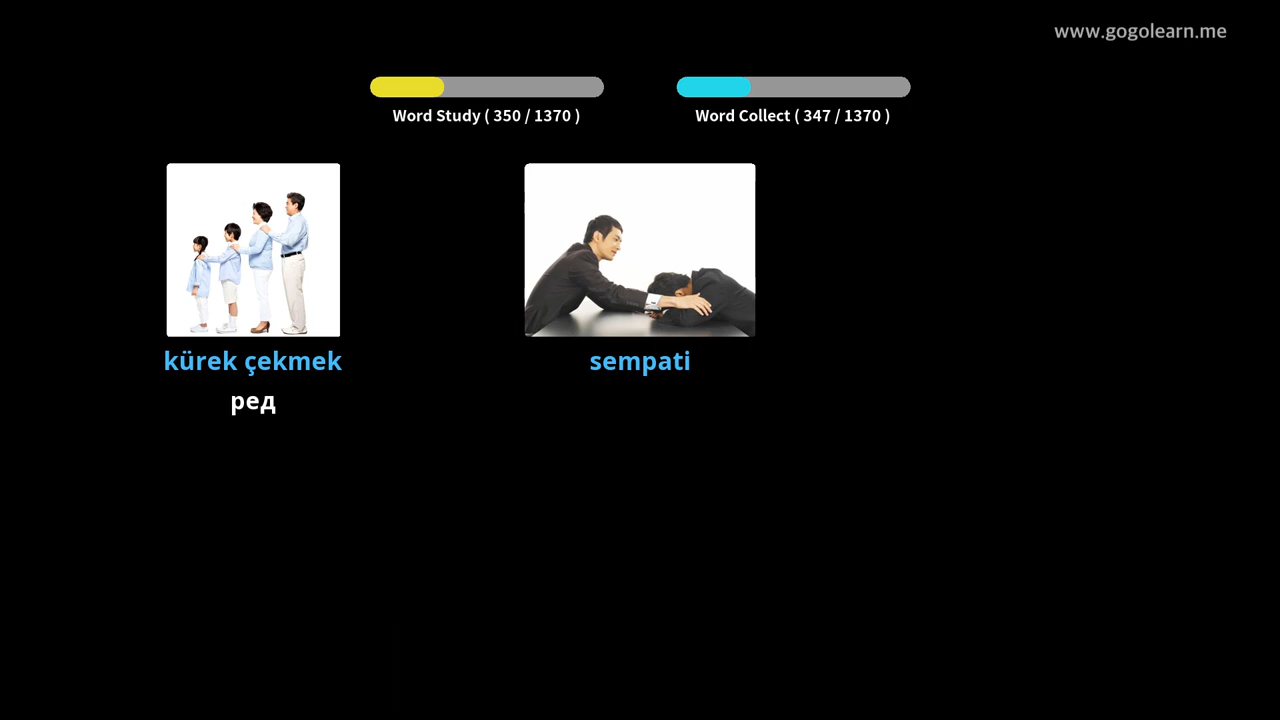 www.gogolearn.me
Word Study ( 350 / 1370 )
Word Collect ( 347 / 1370 )
kürek çekmek
ред
sempati